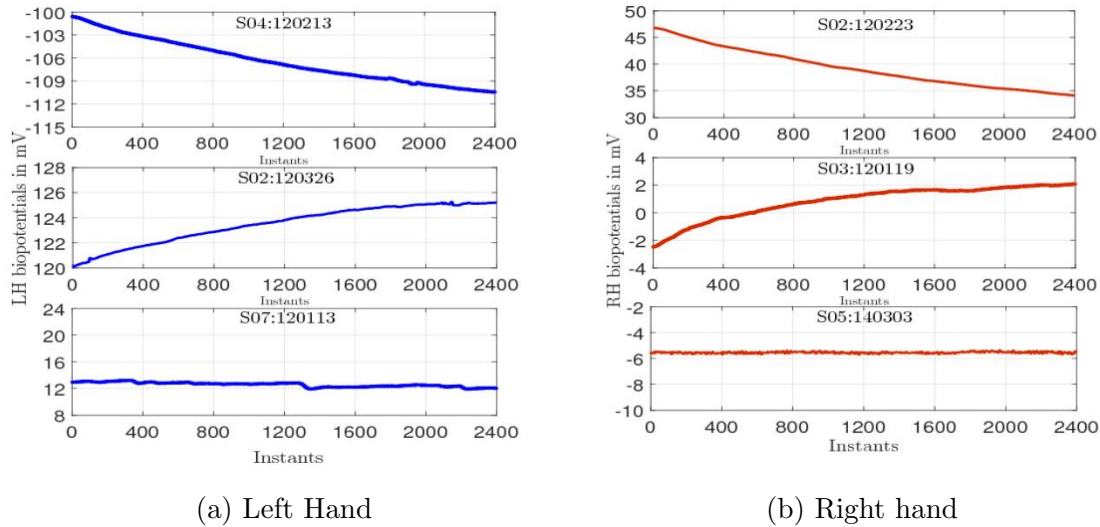 LH biopotentials in mV
S04:120213
-100
-103
-106
-109
-112
-115
0 400 800 1200 1600 2000 2400
Instants
S02:120326
128
126
124
122
120
0 400 800 1200 1600 2000 2400
Instants
S07:120113
24
20
16
12
8
0 400 800 1200 1600 2000 2400
Instants
(a) Left Hand
RH biopotentials in mV
S02:120223
50
45
40
35
30
0 400 800 1200 1600 2000 2400
Instants
S03:120119
4
2
0
-2
-4
0 400 800 1200 1600 2000 2400
Instants
S05:140303
-2
-4
-6
-8
-10
0 400 800 1200 1600 2000 2400
Instants
(b) Right hand